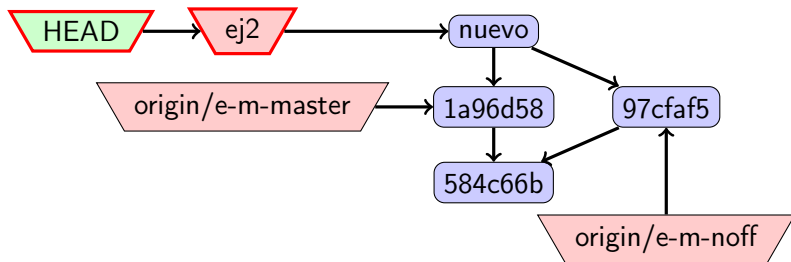 HEAD
ej2
nuevo
origin/e-m-master
1a96d58
97cfaf5
584c66b
origin/e-m-noff